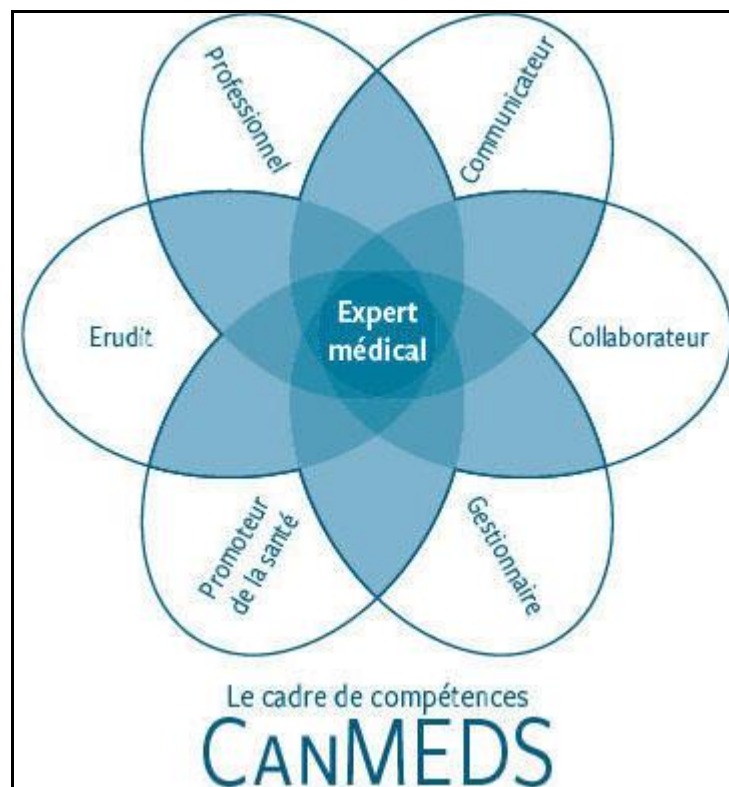 Professionnel
Communicateur
Erudit
Expert
médical
Collaborateur
Promoteur
de la santé
Gestionnaire
Le cadre de compétences
CANMEDS